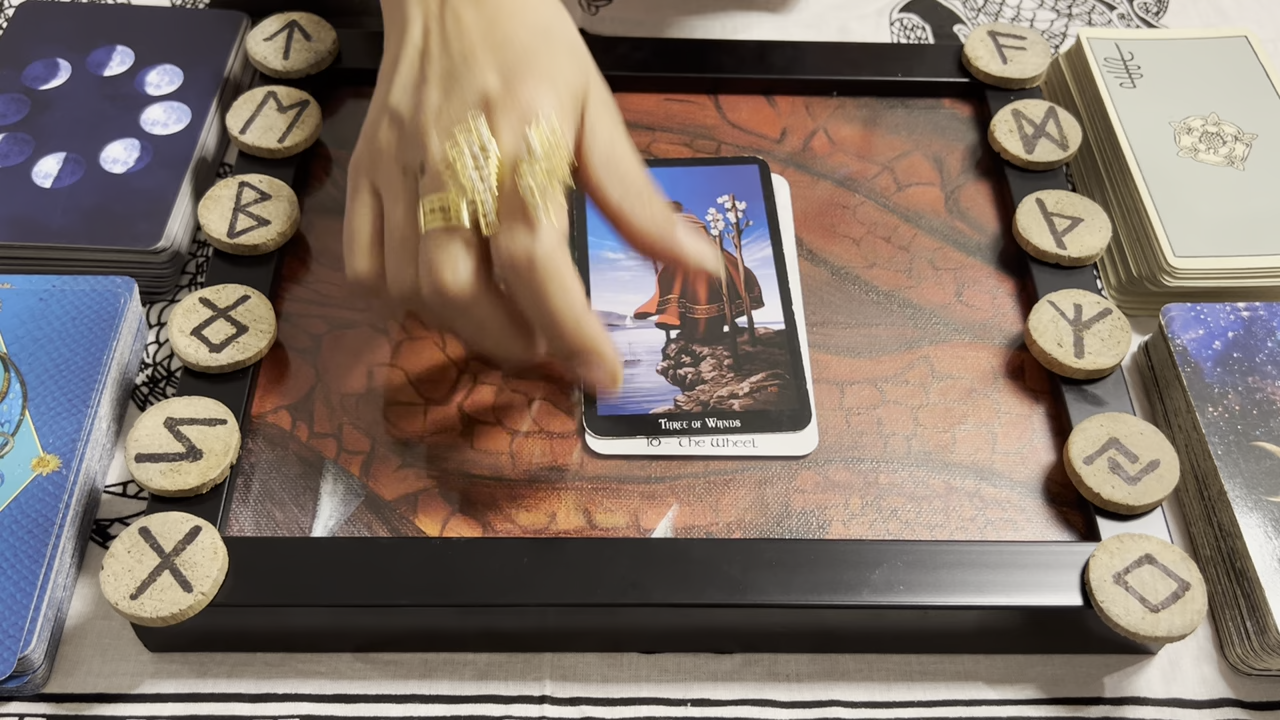 ᛏ
ᚨ
ᛖ
ᛞ
ᛒ
ᚦ
ᛟ
ᛉ
ᛊ
ᛃ
ᚷ
ᛜ
THREE OF WANDS
10 - The Wheel